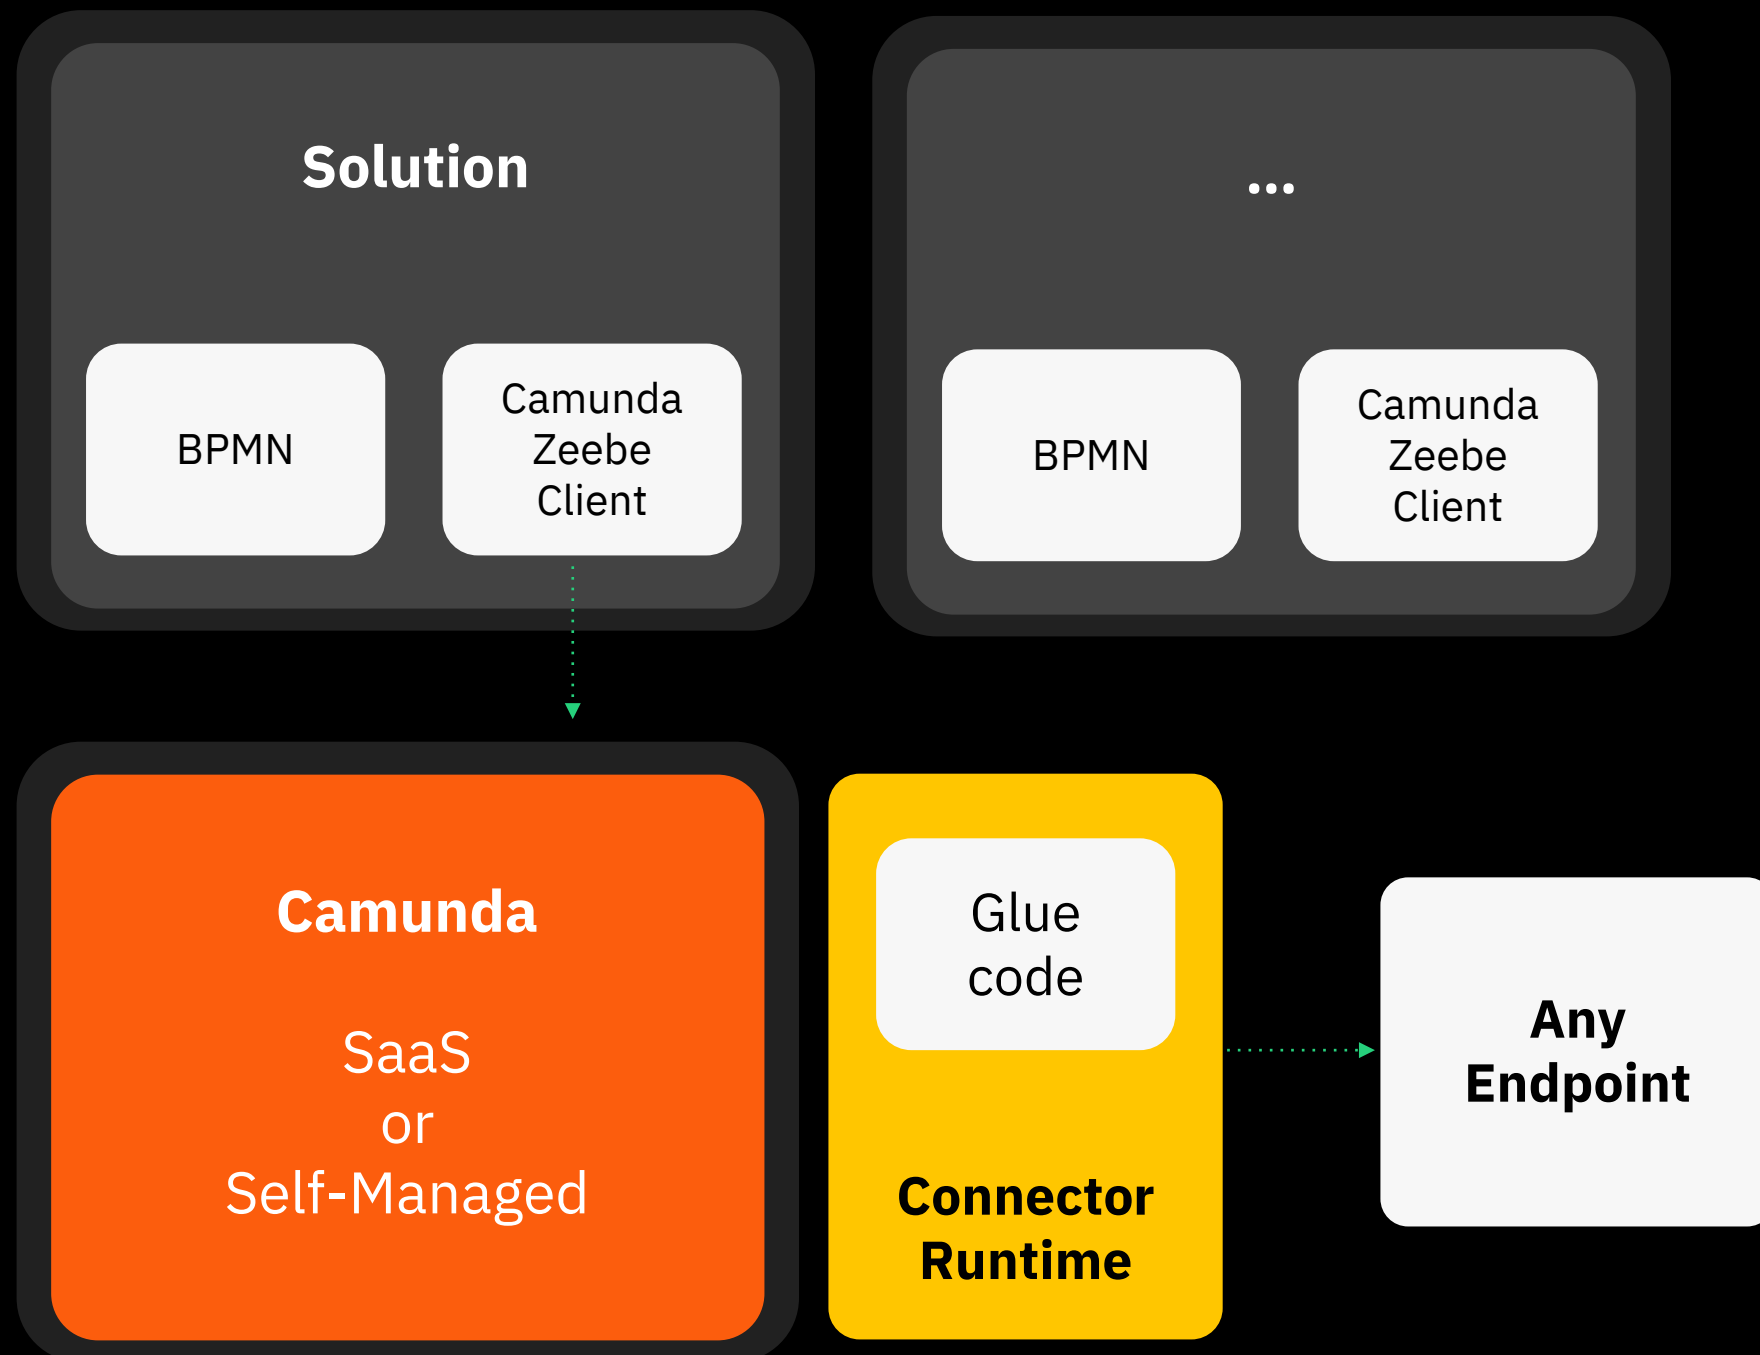 Solution
BPMN
Camunda
Zeebe
Client
...
BPMN
Camunda
Zeebe
Client
Camunda
SaaS
or
Self-Managed
Glue
code
Connector
Runtime
Any
Endpoint